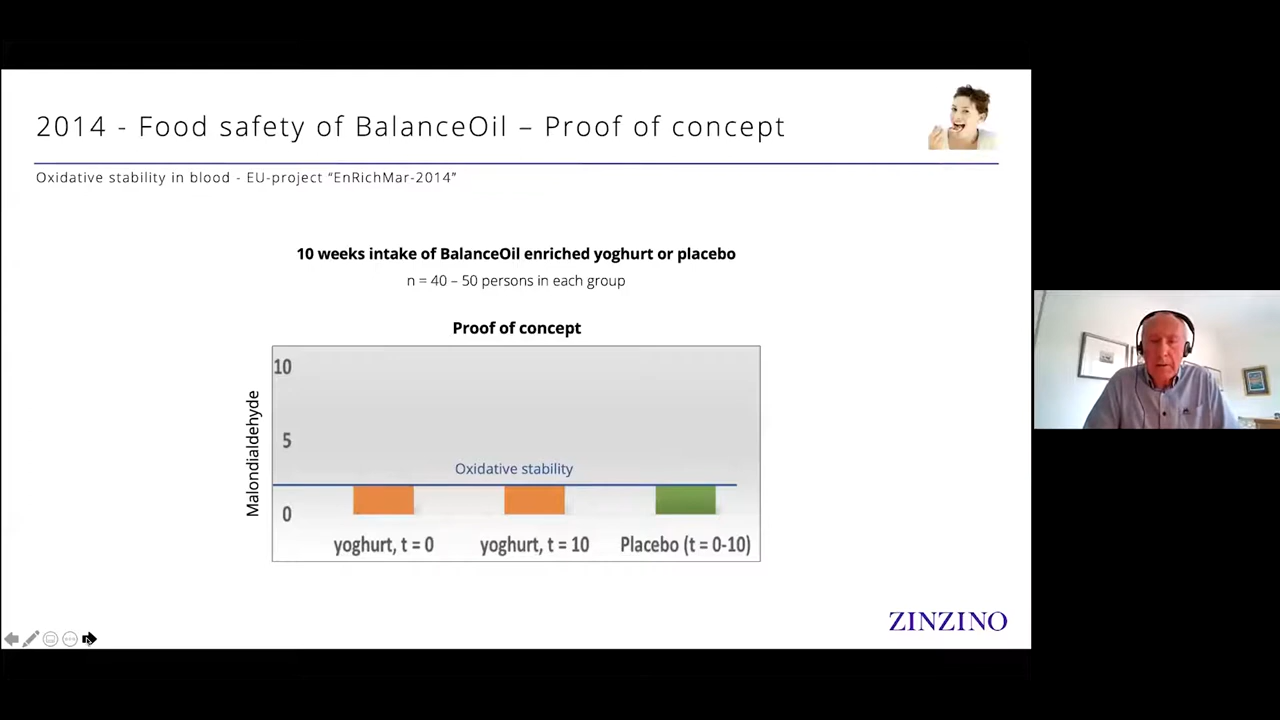 2014 - Food safety of BalanceOil – Proof of concept
Oxidative stability in blood - EU-project “EnRichMar-2014”
10 weeks intake of BalanceOil enriched yoghurt or placebo
n = 40 – 50 persons in each group
Proof of concept
Malondialdehyde
10
5
0
Oxidative stability
yoghurt, t = 0
yoghurt, t = 10
Placebo (t = 0-10)
ZINZINO